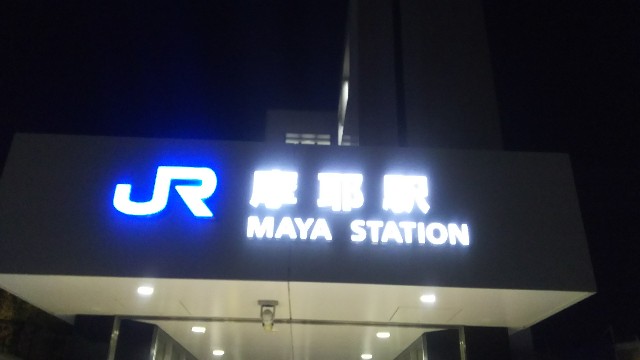 JR 摩耶駅
MAYA STATION